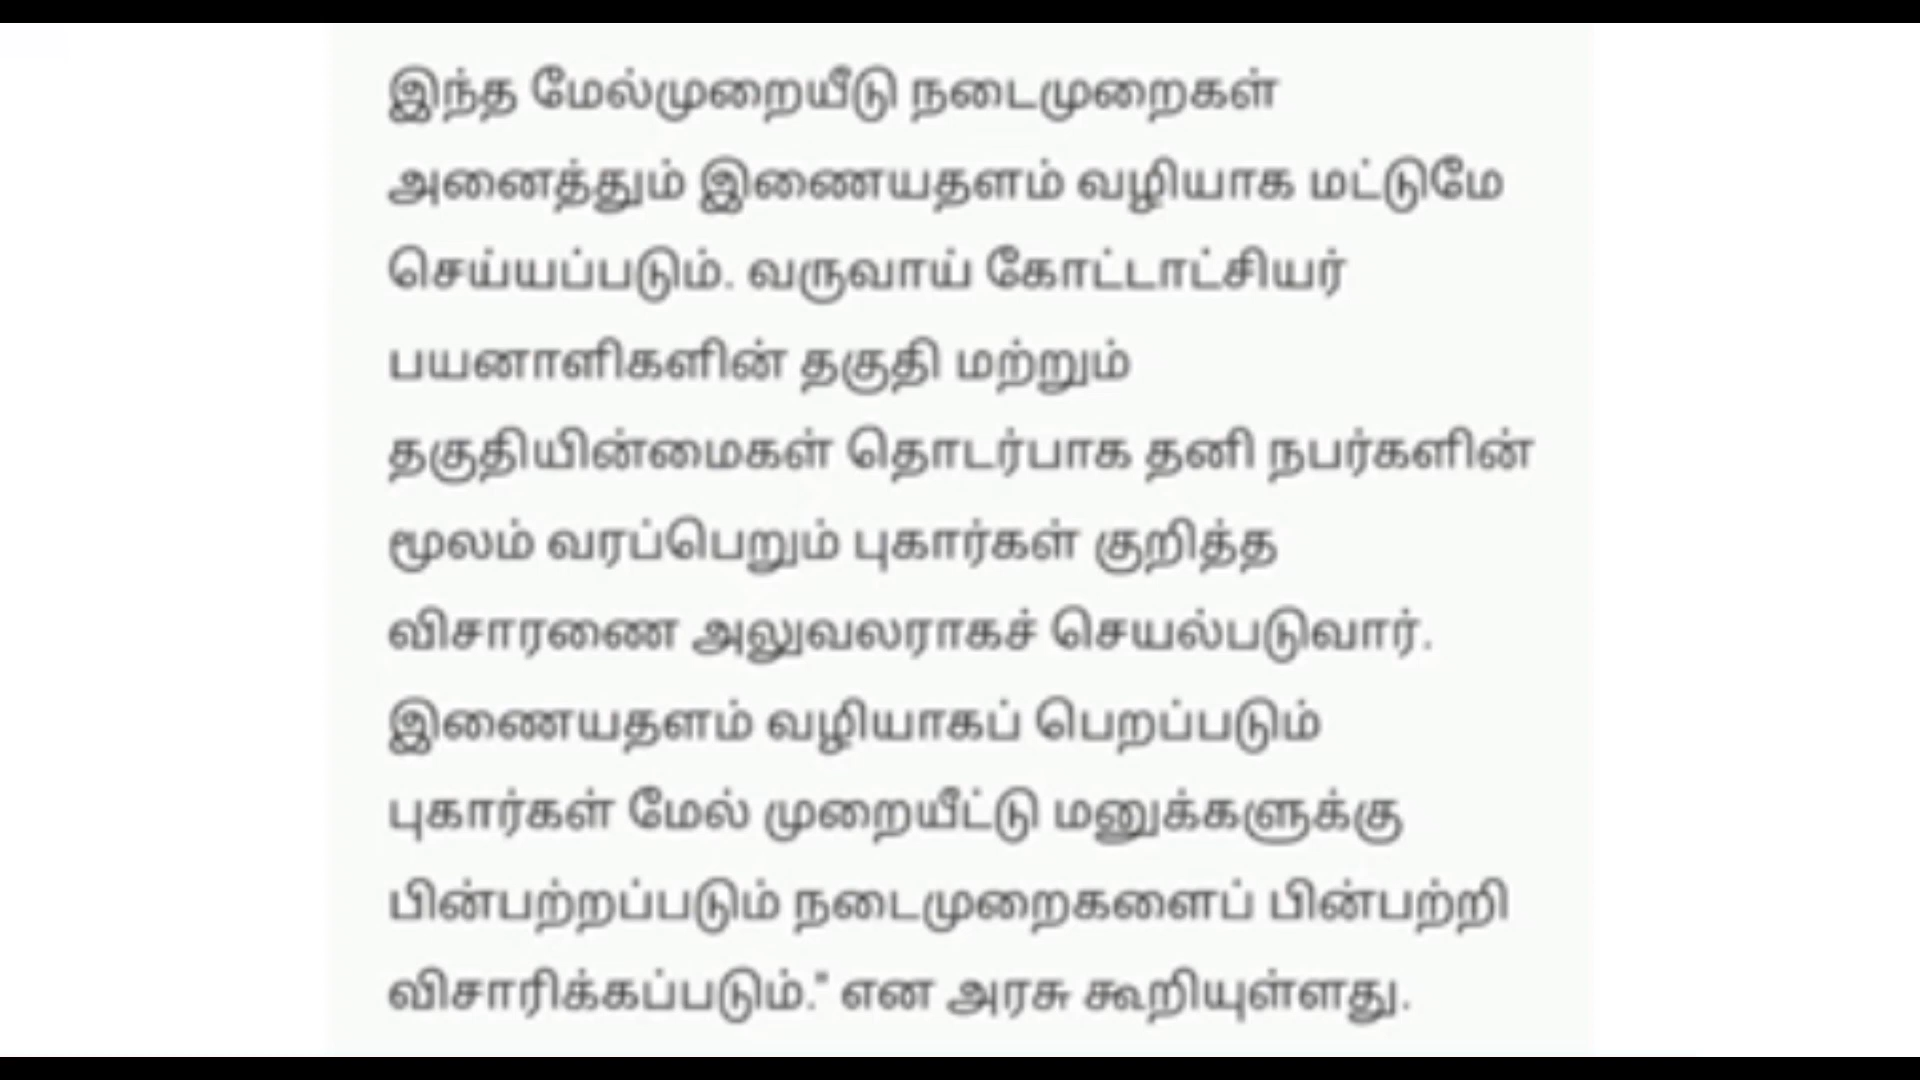 இந்த மேல்முறையீடு நடைமுறைகள்
அனைத்தும் இணையதளம் வழியாக மட்டுமே
செய்யப்படும். வருவாய் கோட்டாட்சியர்
பயனாளிகளின் தகுதி மற்றும்
தகுதியின்மைகள் தொடர்பாக தனி நபர்களின்
மூலம் வரப்பெறும் புகார்கள் குறித்த
விசாரணை அலுவலராகச் செயல்படுவார்.
இணையதளம் வழியாகப் பெறப்படும்
புகார்கள் மேல் முறையீட்டு மனுக்களுக்கு
பின்பற்றப்படும் நடைமுறைகளைப் பின்பற்றி
விசாரிக்கப்படும்." என அரசு கூறியுள்ளது.